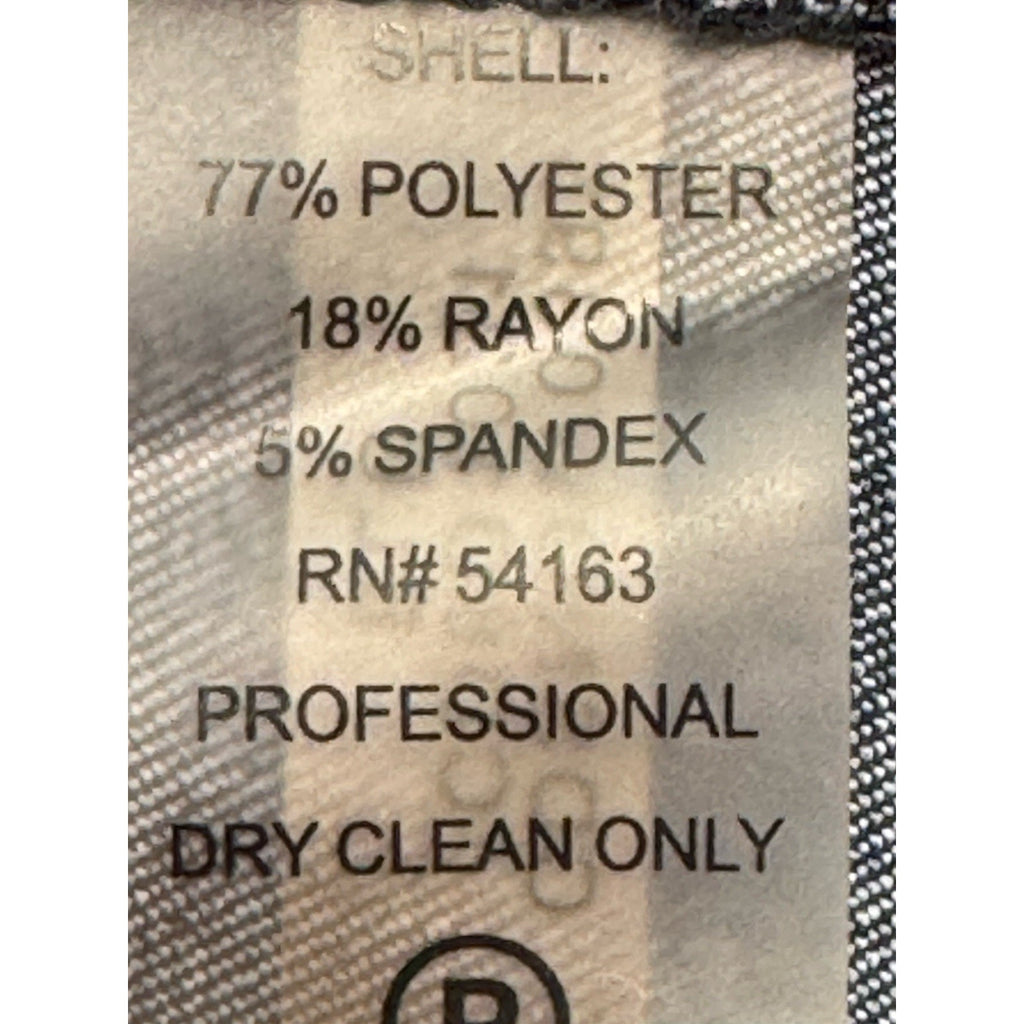 SHELL:
77% POLYESTER
18% RAYON
5% SPANDEX
RN# 54163
PROFESSIONAL
DRY CLEAN ONLY
P